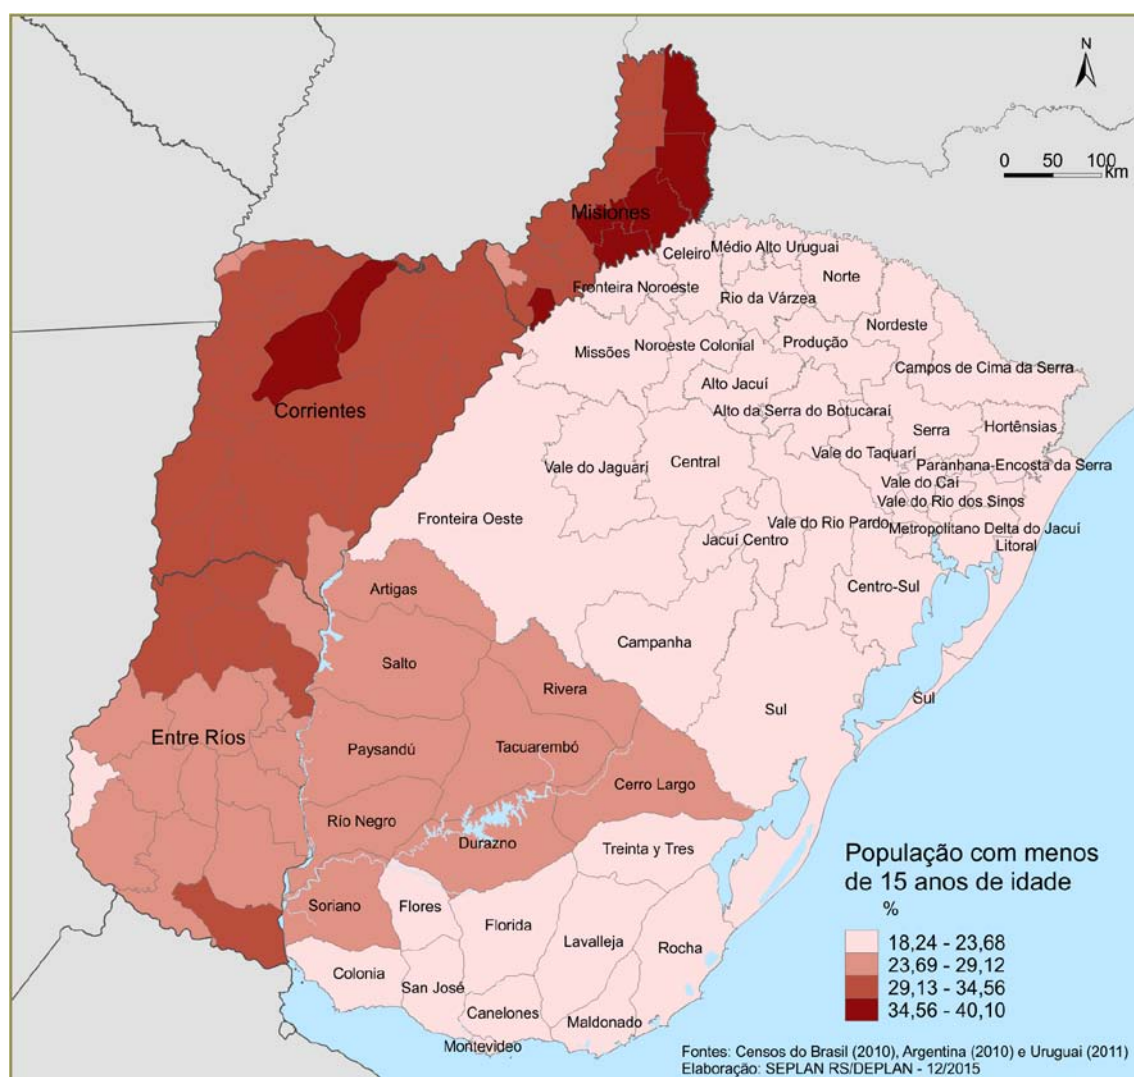 N
0 50 100
km
Misiones
Celeiro
Médio Alto Uruguai
Fronteira Noroeste
Norte
Rio da Várzea
Nordeste
Missões
Noroeste Colonial
Produção
Campos de Cima da Serra
Alto Jacuí
Corrientes
Alto da Serra do Botucaraí
Serra
Hortênsias
Vale do Jaguari
Central
Vale do Taquari
Paranhana-Encosta da Serra
Vale do Caí
Vale do Rio dos Sinos
Fronteira Oeste
Vale do Rio Pardo
Metropolitano Delta do Jacuí
Jacuí Centro
Litoral
Artigas
Centro-Sul
Campanha
Salto
Rivera
Sul
Sul
Entre Ríos
Paysandú
Tacuarembó
Cerro Largo
Río Negro
Durazno
Treinta y Tres
Soriano
Flores
Florida
Lavalleja
Rocha
Colonia
San José
Canelones
Maldonado
Montevideo
População com menos
de 15 anos de idade
%
18,24 - 23,68
23,69 - 29,12
29,13 - 34,56
34,56 - 40,10
Fontes: Censos do Brasil (2010), Argentina (2010) e Uruguai (2011)
Elaboração: SEPLAN RS/DEPLAN - 12/2015